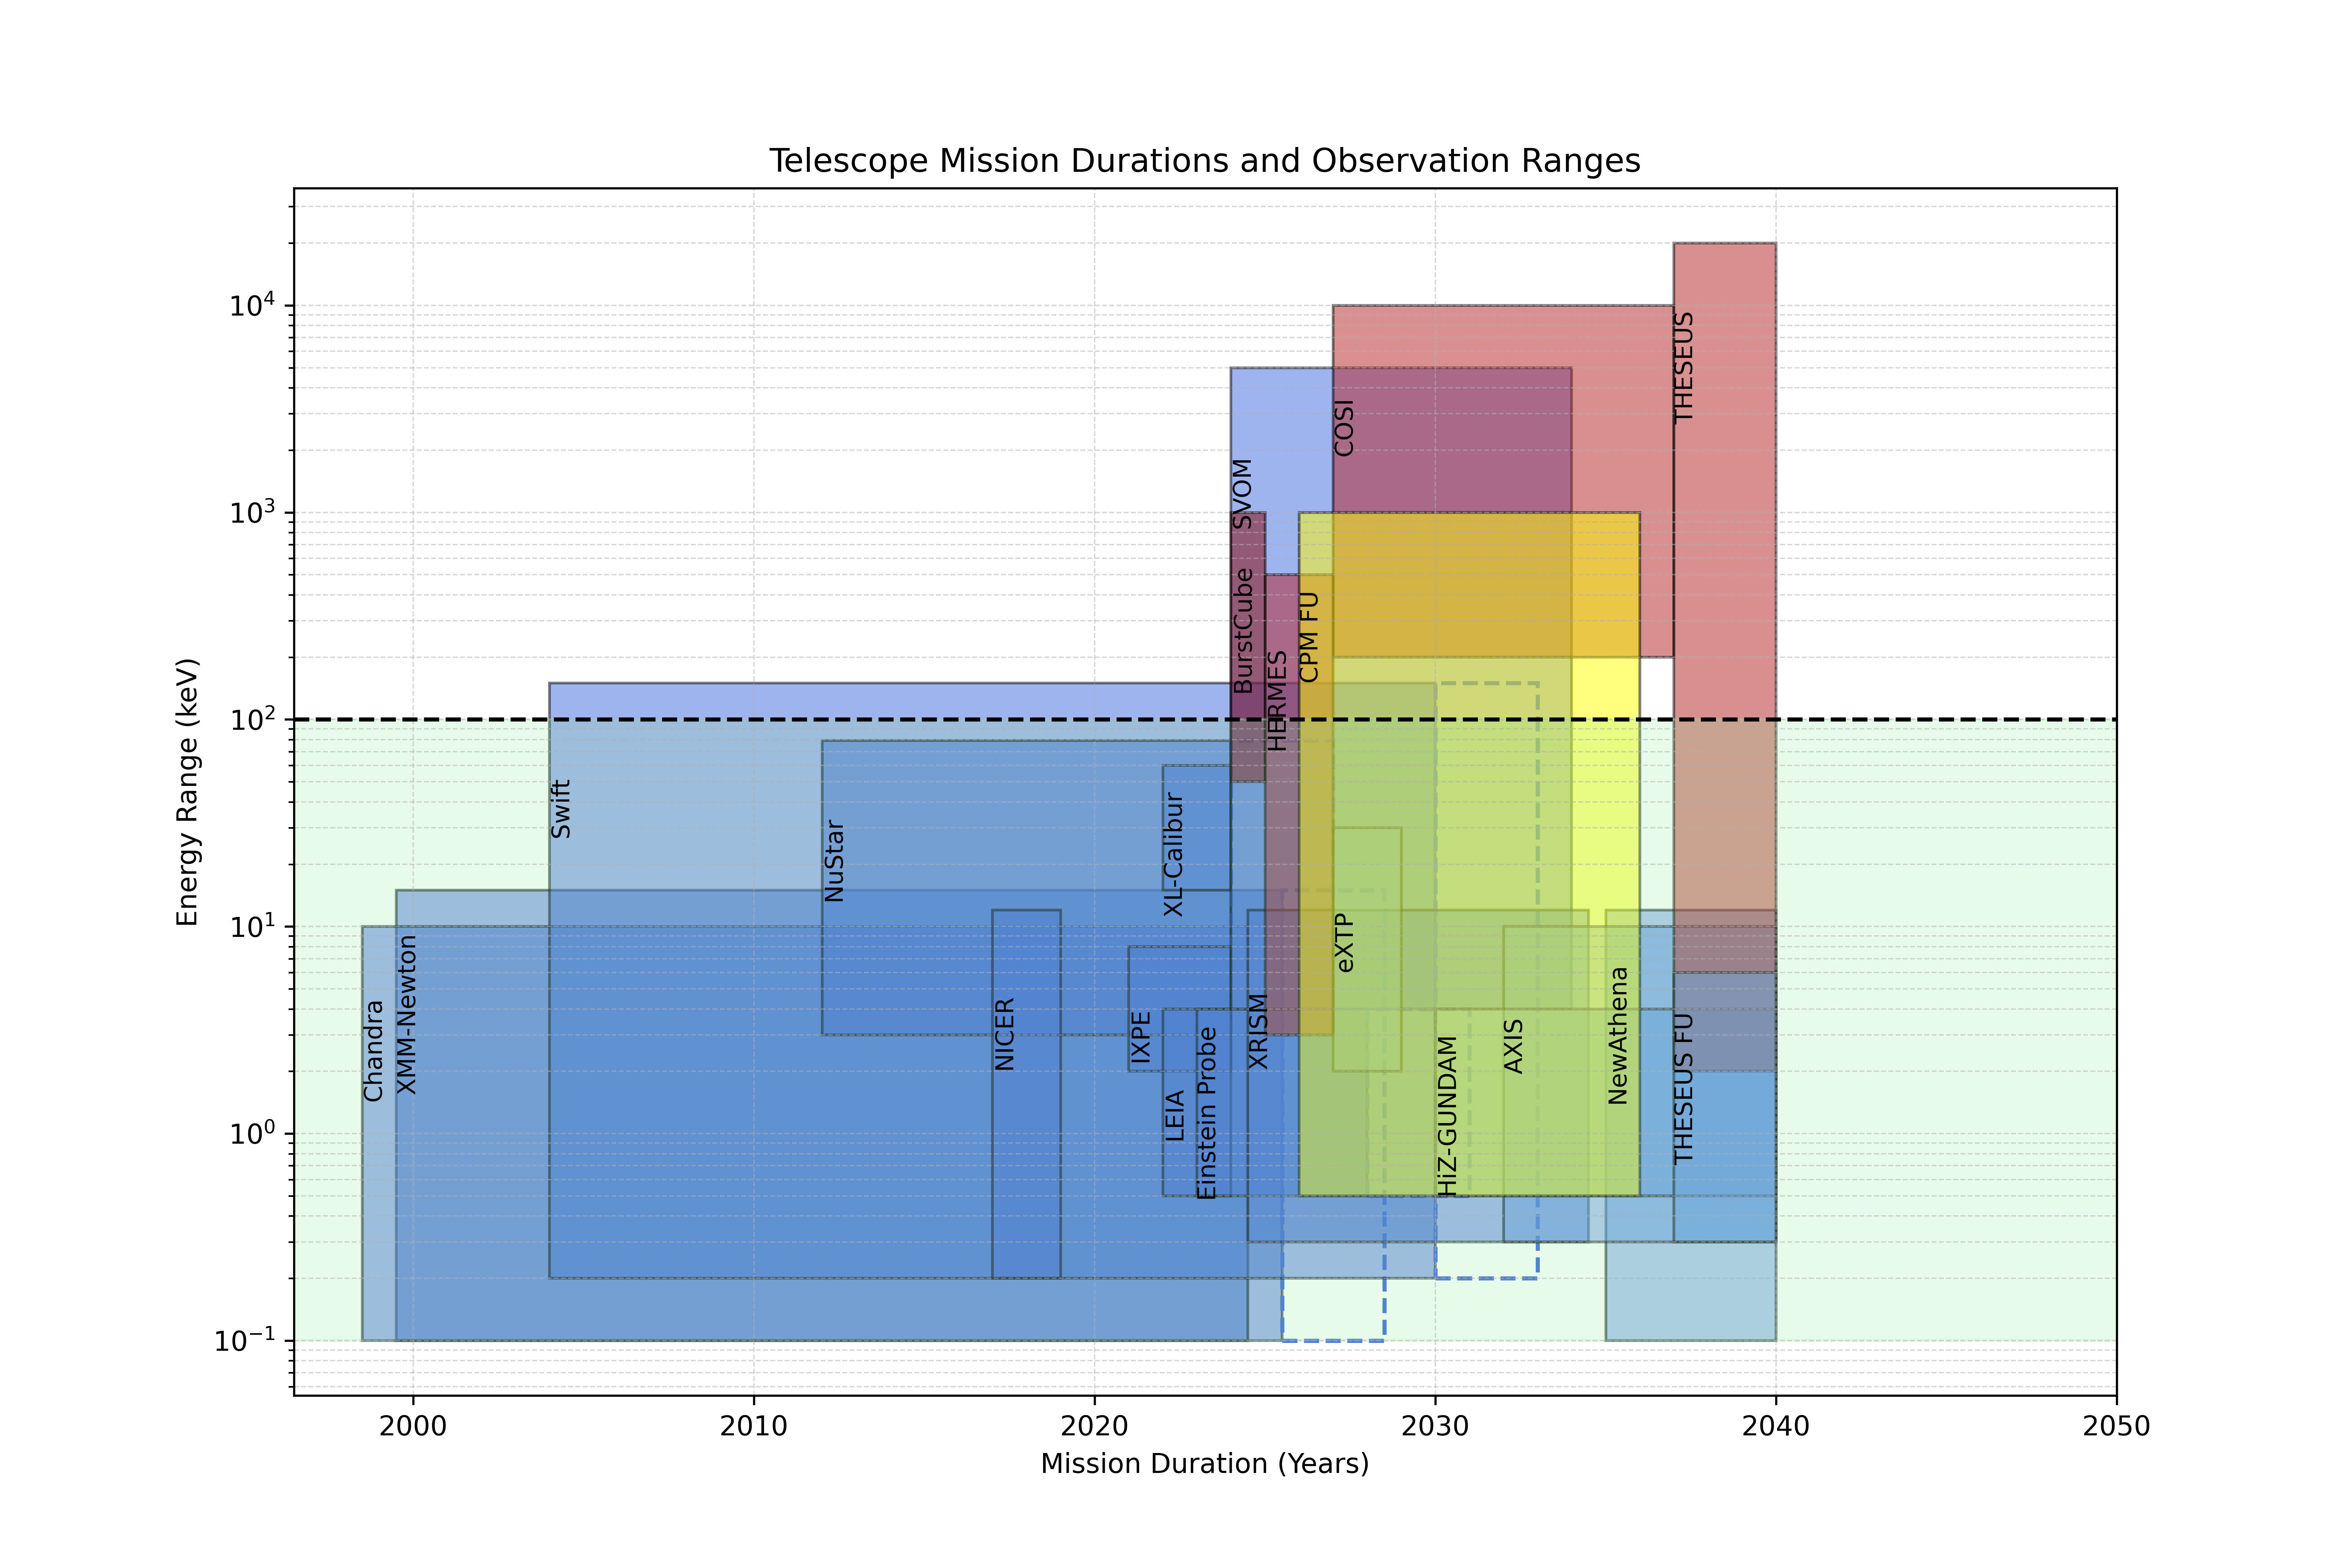 Telescope Mission Durations and Observation Ranges
Energy Range (keV)
10⁴
10³
10²
10¹
10⁰
10⁻¹
THESEUS
COSI
SVOM
BurstCube
CPM FU
HERMES
Swift
NuStar
XL-Calibur
eXTP
Chandra
XMM-Newton
NICER
IXPE
XRISM
LEIA
Einstein Probe
HiZ-GUNDAM
AXIS
NewAthena
THESEUS FU
2000
2010
2020
2030
2040
2050
Mission Duration (Years)